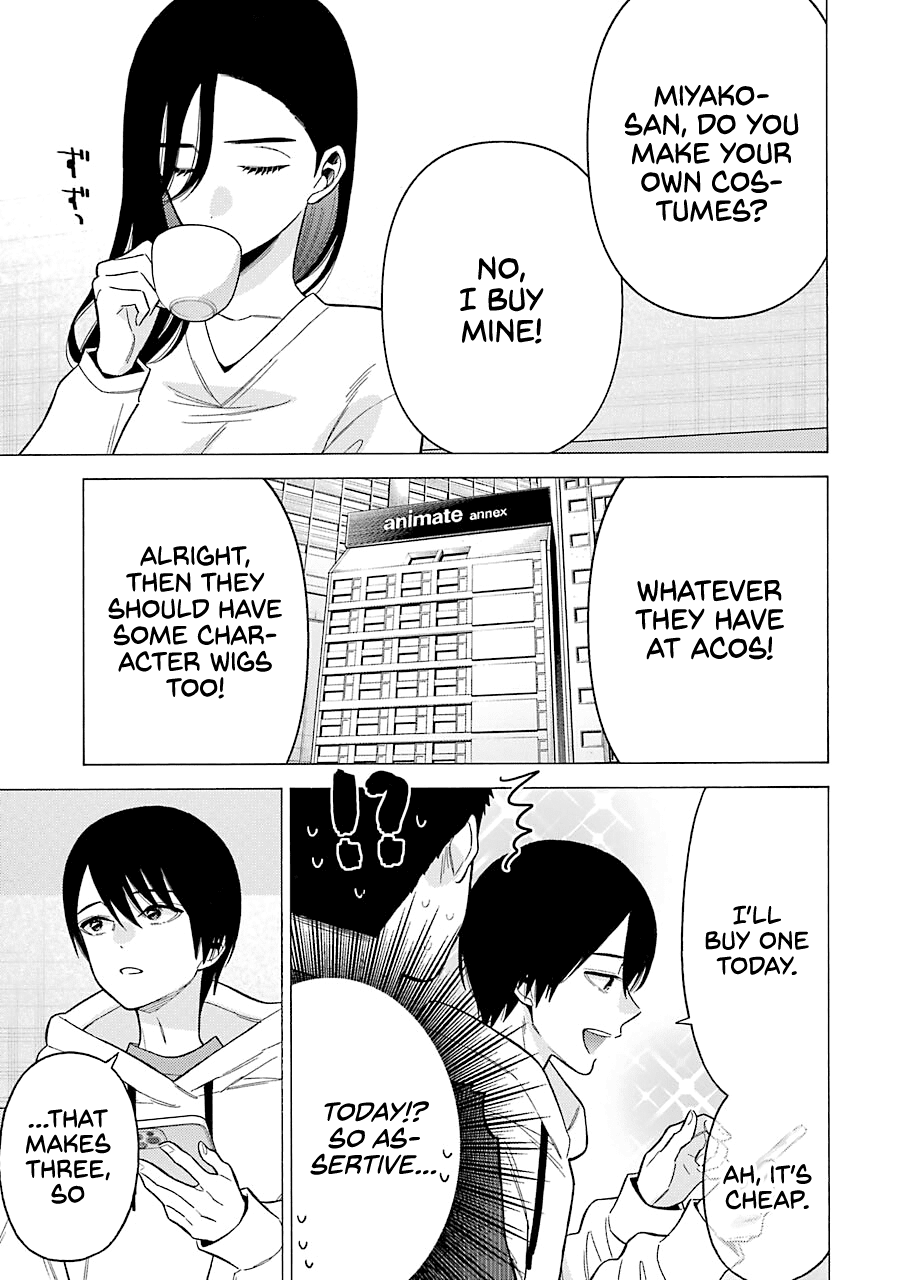 MIYAKO-
SAN, DO YOU
MAKE YOUR
OWN COS-
TUMES?
NO,
I BUY
MINE!
WHATEVER
THEY HAVE
AT ACOS!
animate annex
ALRIGHT,
THEN THEY
SHOULD HAVE
SOME CHAR-
ACTER WIGS
TOO!
I'LL
BUY ONE
TODAY.
AH, IT'S
CHEAP.
!?
TODAY!?
SO AS-
SERTIVE...
...THAT
MAKES
THREE,
SO